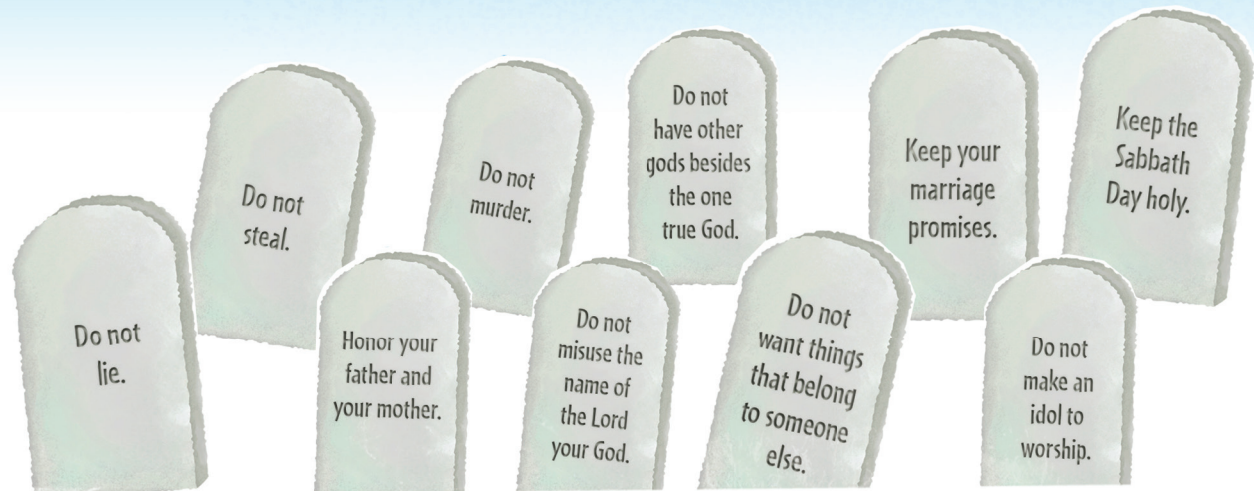 Do not
steal.
Do not
murder.
Do not
have other
gods besides
the one
true God.
Keep your
marriage
promises.
Keep the
Sabbath
Day holy.
Do not
lie.
Honor your
father and
your mother.
Do not
misuse the
name of
the Lord
your God.
Do not
want things
that belong
to someone
else.
Do not
make an
idol to
worship.